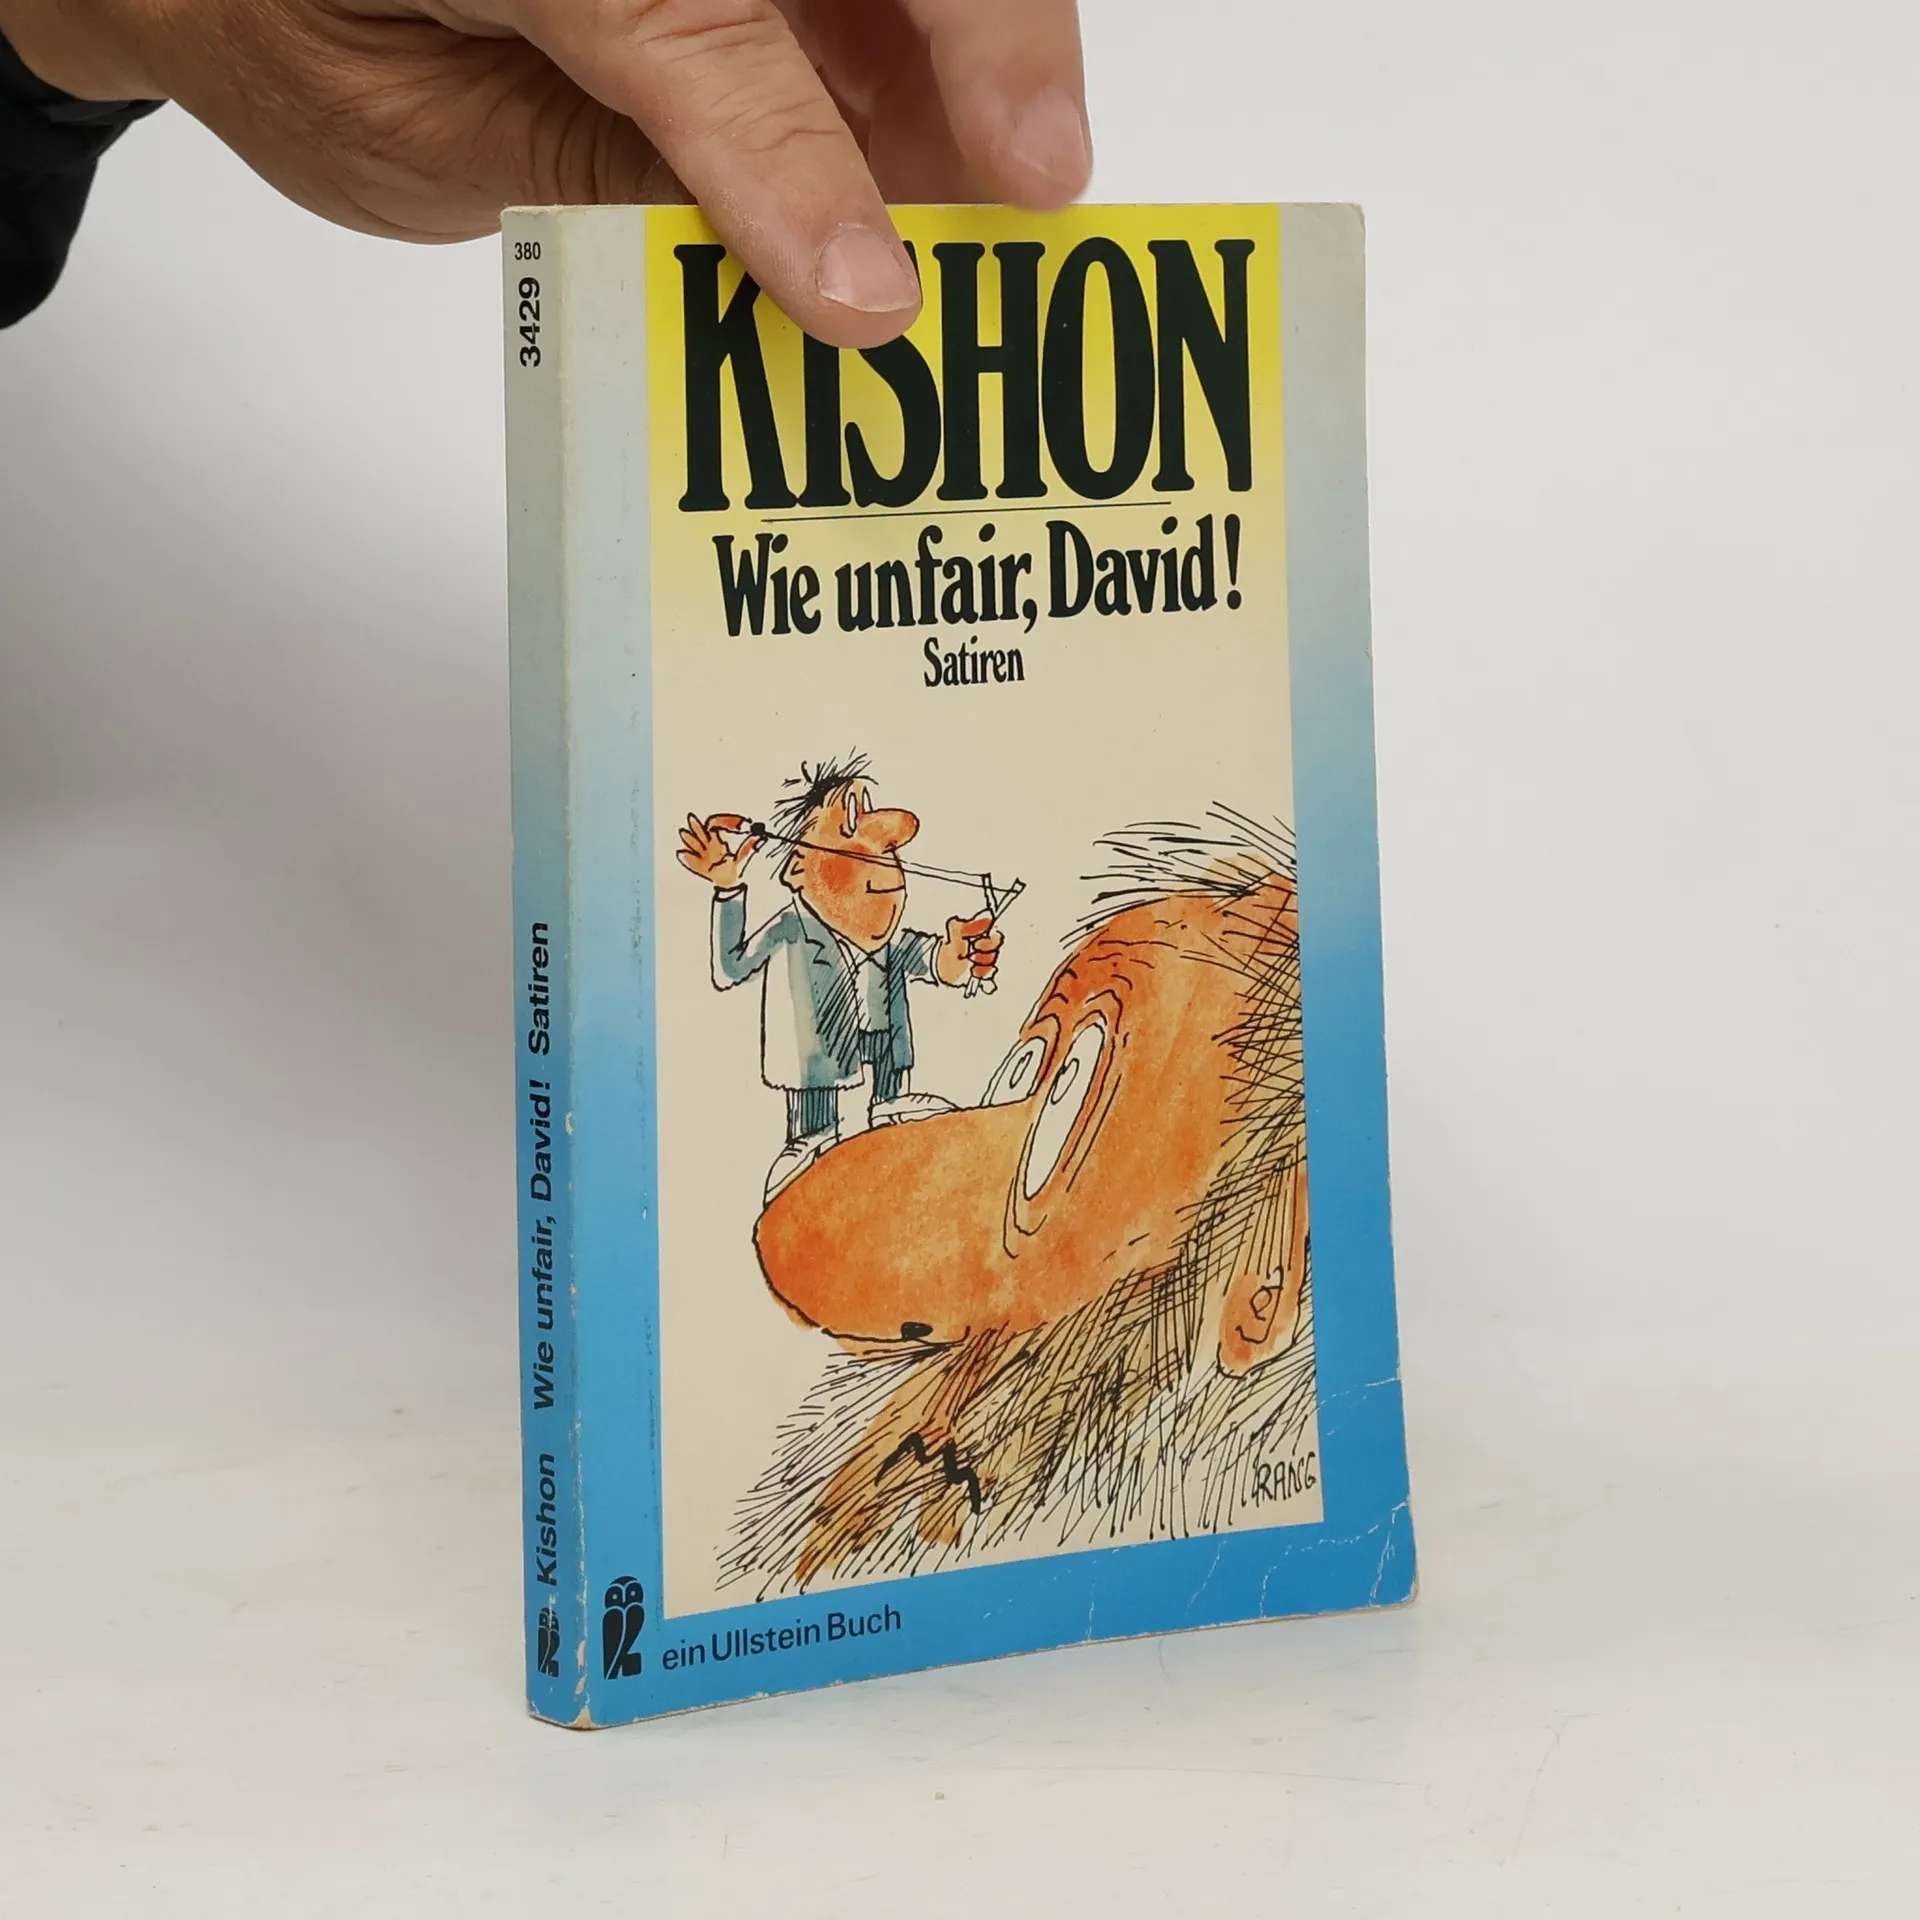 KISHON
Wie unfair, David!
Satiren
RANG
ein Ullstein Buch
380
3429
Kishon Wie unfair, David! Satiren